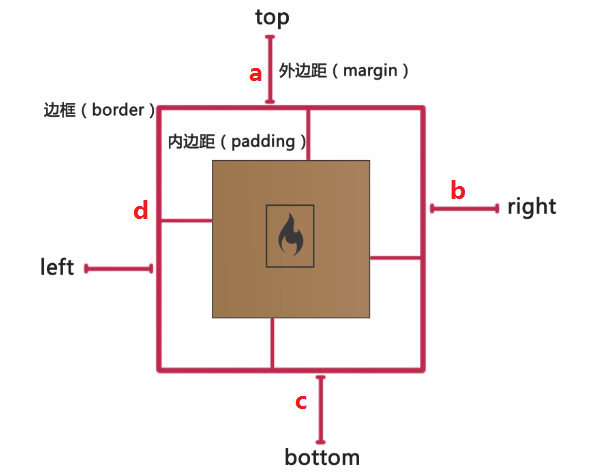 top
a
外边距（margin）
边框（border）
内边距（padding）
b
d
right
left
c
bottom